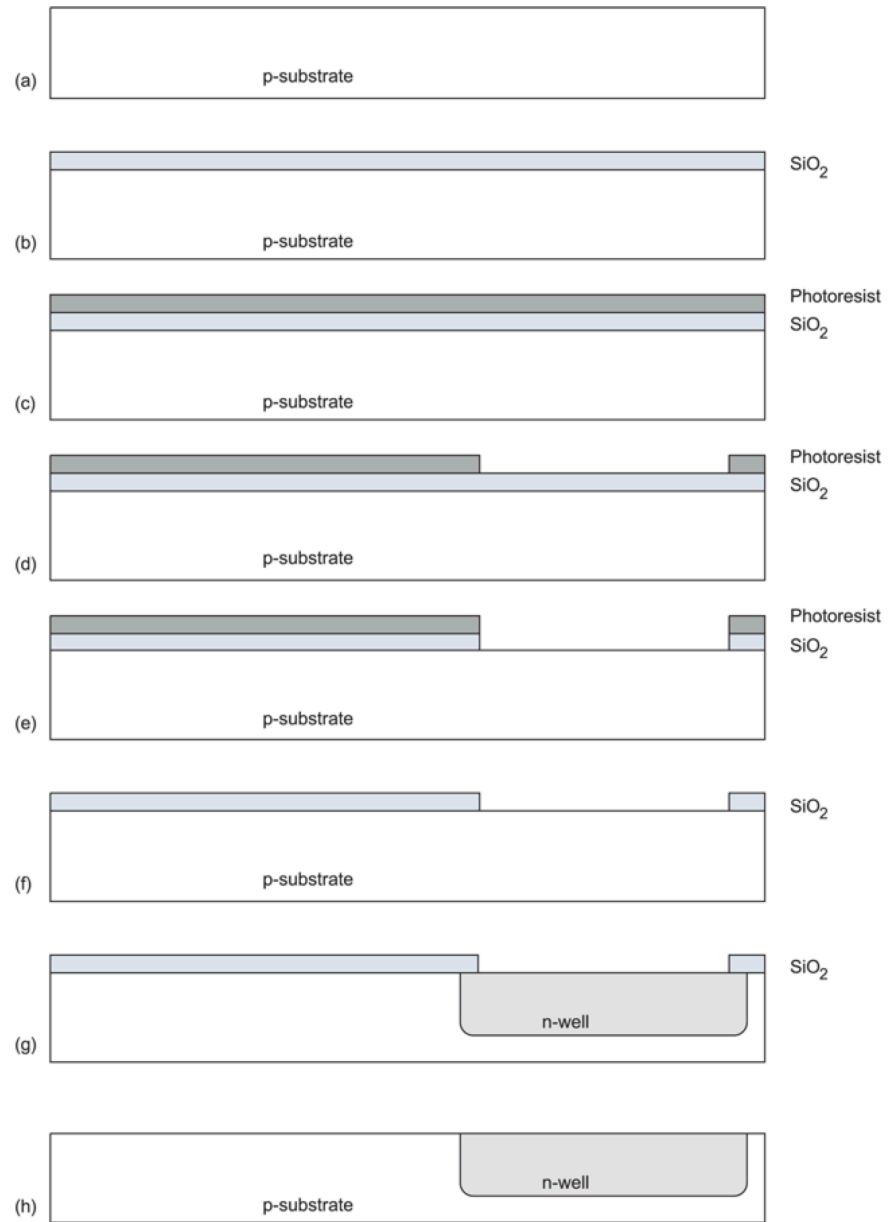 p-substrate
(a)
SiO2
p-substrate
(b)
Photoresist
SiO2
p-substrate
(c)
Photoresist
SiO2
p-substrate
(d)
Photoresist
SiO2
p-substrate
(e)
SiO2
p-substrate
(f)
SiO2
n-well
(g)
n-well
p-substrate
(h)